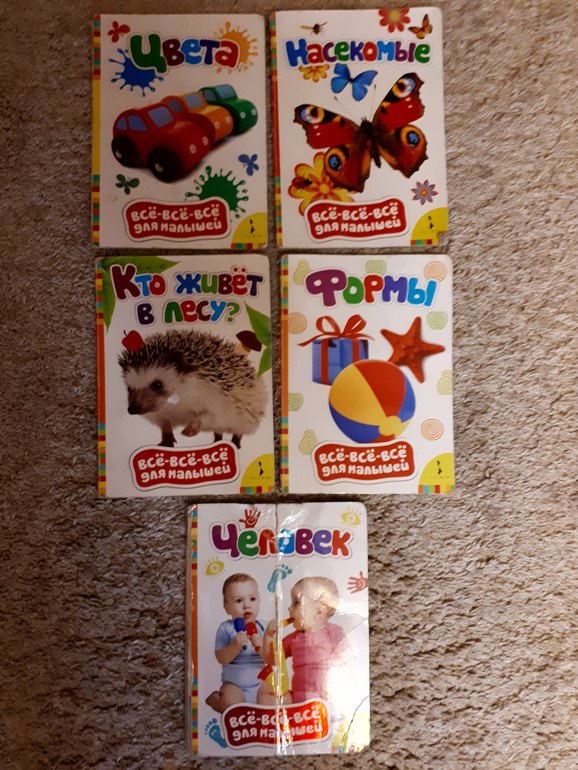 Цвета
Всё-всё-всё
для малышей
Насекомые
Всё-всё-всё
для малышей
Кто живёт
в лесу?
Всё-всё-всё
для малышей
Формы
Всё-всё-всё
для малышей
Человек
Всё-всё-всё
для малышей